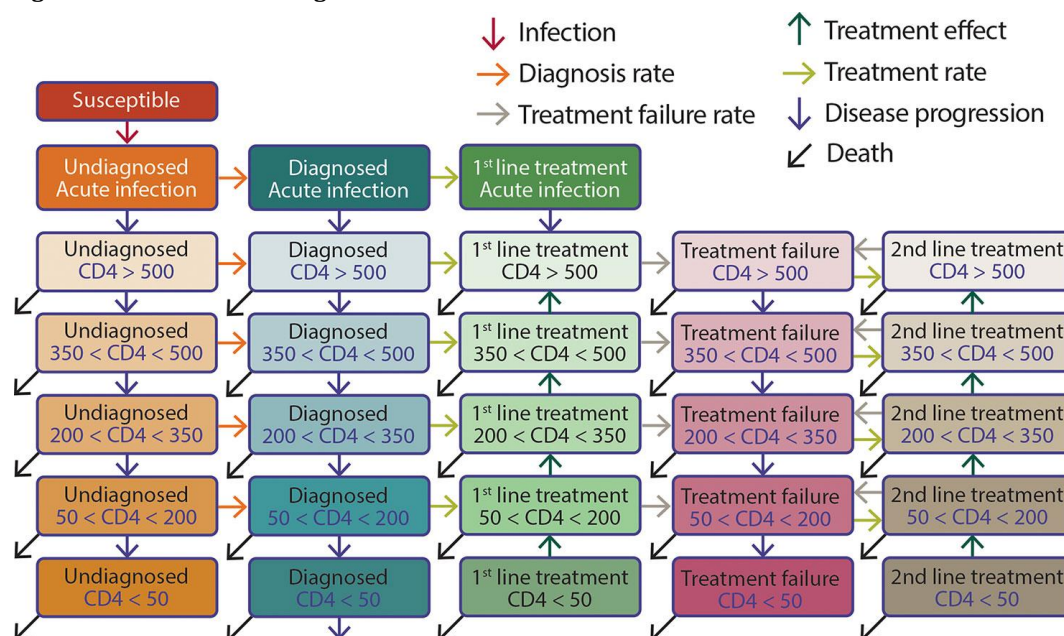 Infection
Diagnosis rate
Treatment failure rate
Treatment effect
Treatment rate
Disease progression
Death
Susceptible
Undiagnosed
Acute infection
Diagnosed
Acute infection
1st line treatment
Acute infection
Undiagnosed
CD4 > 500
Diagnosed
CD4 > 500
1st line treatment
CD4 > 500
Treatment failure
CD4 > 500
2nd line treatment
CD4 > 500
Undiagnosed
350 < CD4 < 500
Diagnosed
350 < CD4 < 500
1st line treatment
350 < CD4 < 500
Treatment failure
350 < CD4 < 500
2nd line treatment
350 < CD4 < 500
Undiagnosed
200 < CD4 < 350
Diagnosed
200 < CD4 < 350
1st line treatment
200 < CD4 < 350
Treatment failure
200 < CD4 < 350
2nd line treatment
200 < CD4 < 350
Undiagnosed
50 < CD4 < 200
Diagnosed
50 < CD4 < 200
1st line treatment
50 < CD4 < 200
Treatment failure
50 < CD4 < 200
2nd line treatment
50 < CD4 < 200
Undiagnosed
CD4 < 50
Diagnosed
CD4 < 50
1st line treatment
CD4 < 50
Treatment failure
CD4 < 50
2nd line treatment
CD4 < 50